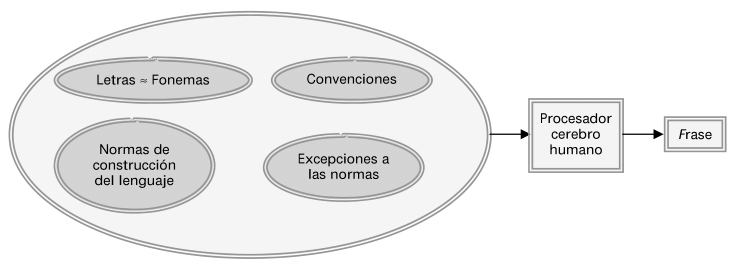 Letras ≈ Fonemas
Convenciones
Normas de
construcción
del lenguaje
Excepciones a
las normas
Procesador
cerebro
humano
Frase